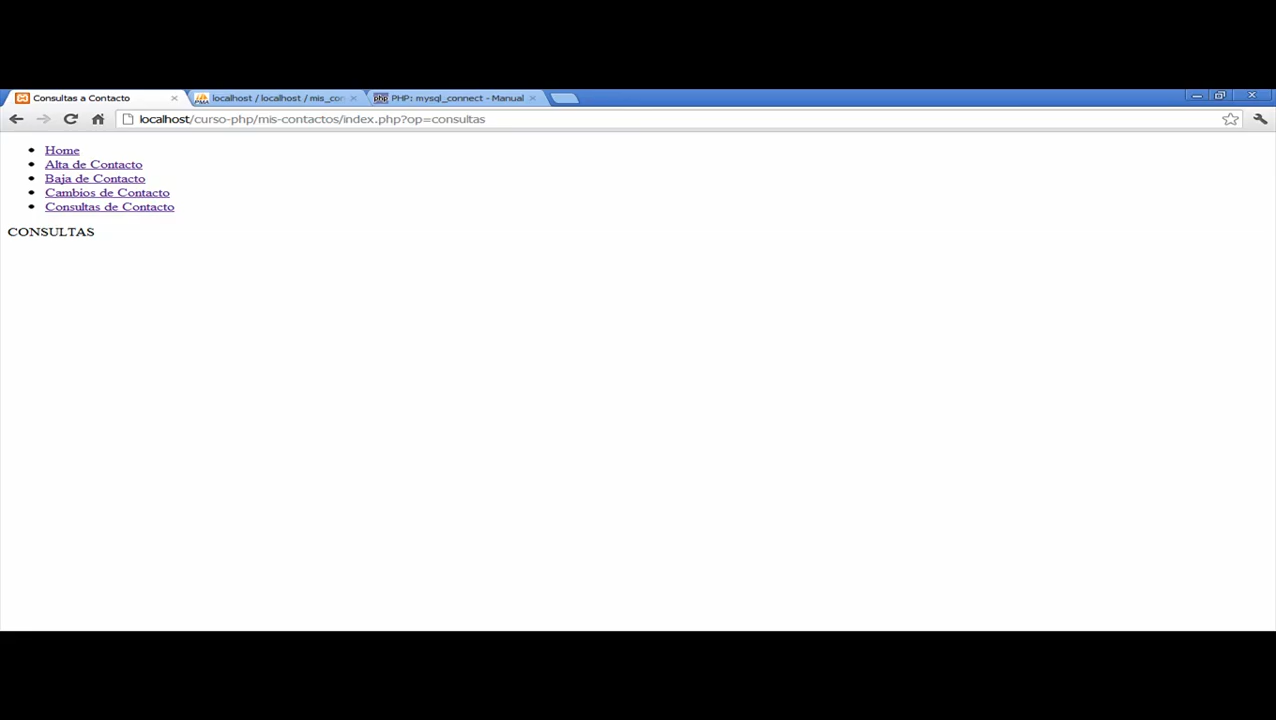 Consultas a Contacto
localhost / localhost / mis_con
PHP: mysql_connect - Manual
localhost/curso-php/mis-contactos/index.php?op=consultas
Home
Alta de Contacto
Baja de Contacto
Cambios de Contacto
Consultas de Contacto
CONSULTAS